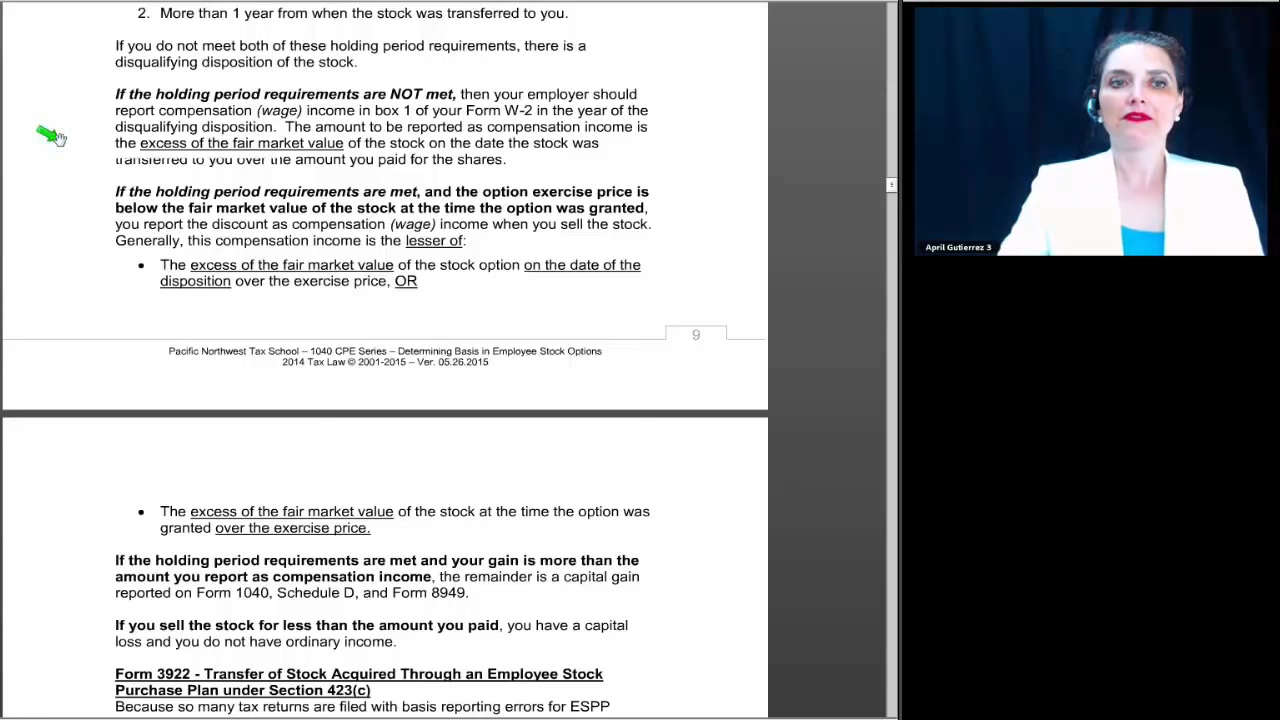 2. More than 1 year from when the stock was transferred to you.
If you do not meet both of these holding period requirements, there is a
disqualifying disposition of the stock.
If the holding period requirements are NOT met, then your employer should
report compensation (wage) income in box 1 of your Form W-2 in the year of the
disqualifying disposition.  The amount to be reported as compensation income is
the excess of the fair market value of the stock on the date the stock was
transferred to you over the amount you paid for the shares.
If the holding period requirements are met, and the option exercise price is
below the fair market value of the stock at the time the option was granted,
you report the discount as compensation (wage) income when you sell the stock.
Generally, this compensation income is the lesser of:
• The excess of the fair market value of the stock option on the date of the
disposition over the exercise price, OR
9
Pacific Northwest Tax School – 1040 CPE Series – Determining Basis in Employee Stock Options
2014 Tax Law © 2001-2015 – Ver. 05.26.2015
• The excess of the fair market value of the stock at the time the option was
granted over the exercise price.
If the holding period requirements are met and your gain is more than the
amount you report as compensation income, the remainder is a capital gain
reported on Form 1040, Schedule D, and Form 8949.
If you sell the stock for less than the amount you paid, you have a capital
loss and you do not have ordinary income.
Form 3922 - Transfer of Stock Acquired Through an Employee Stock
Purchase Plan under Section 423(c)
Because so many tax returns are filed with basis reporting errors for ESPP
April Gutierrez 3